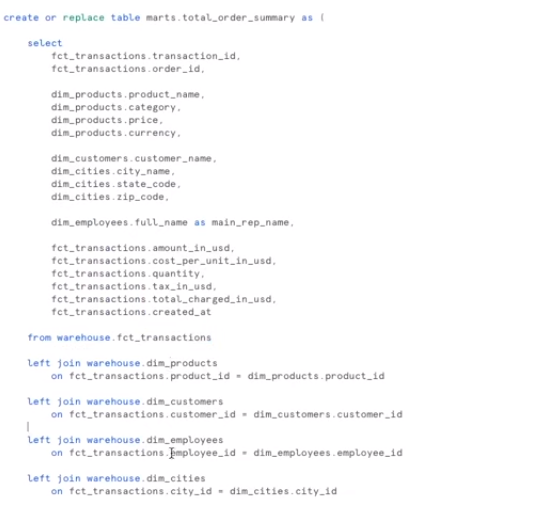 create or replace table marts.total_order_summary as (
select
fct_transactions.transaction_id,
fct_transactions.order_id,
dim_products.product_name,
dim_products.category,
dim_products.price,
dim_products.currency,
dim_customers.customer_name,
dim_cities.city_name,
dim_cities.state_code,
dim_cities.zip_code,
dim_employees.full_name as main_rep_name,
fct_transactions.amount_in_usd,
fct_transactions.cost_per_unit_in_usd,
fct_transactions.quantity,
fct_transactions.tax_in_usd,
fct_transactions.total_charged_in_usd,
fct_transactions.created_at
from warehouse.fct_transactions
left join warehouse.dim_products
on fct_transactions.product_id = dim_products.product_id
left join warehouse.dim_customers
on fct_transactions.customer_id = dim_customers.customer_id
left join warehouse.dim_employees
on fct_transactions.employee_id = dim_employees.employee_id
left join warehouse.dim_cities
on fct_transactions.city_id = dim_cities.city_id